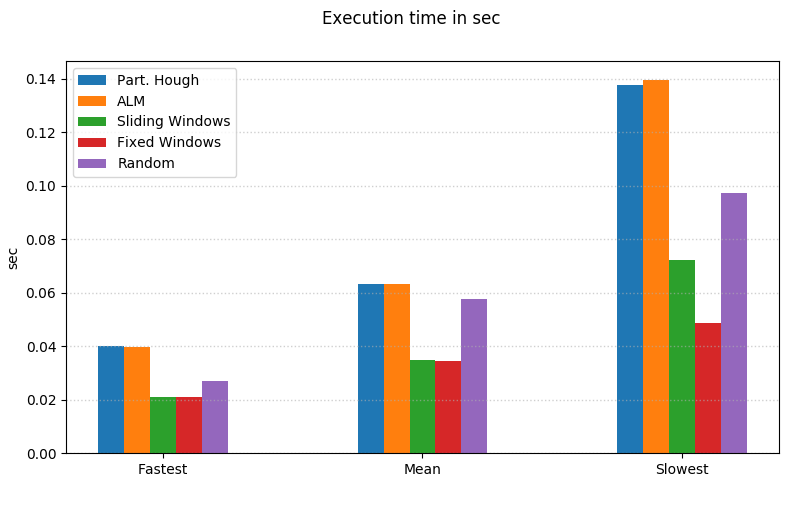 Execution time in sec
Part. Hough
ALM
Sliding Windows
Fixed Windows
Random
0.14
0.12
0.10
0.08
0.06
0.04
0.02
0.00
sec
Fastest
Mean
Slowest